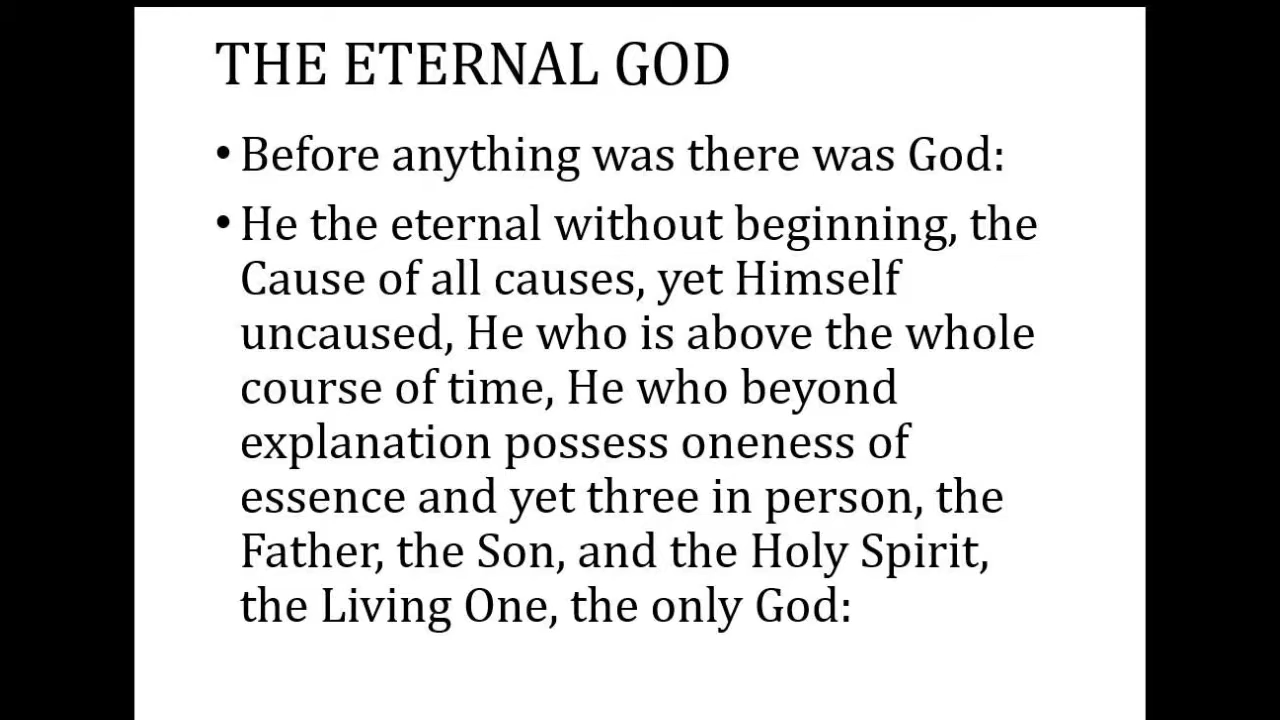 THE ETERNAL GOD
•Before anything was there was God:
•He the eternal without beginning, the
Cause of all causes, yet Himself
uncaused, He who is above the whole
course of time, He who beyond
explanation possess oneness of
essence and yet three in person, the
Father, the Son, and the Holy Spirit,
the Living One, the only God: